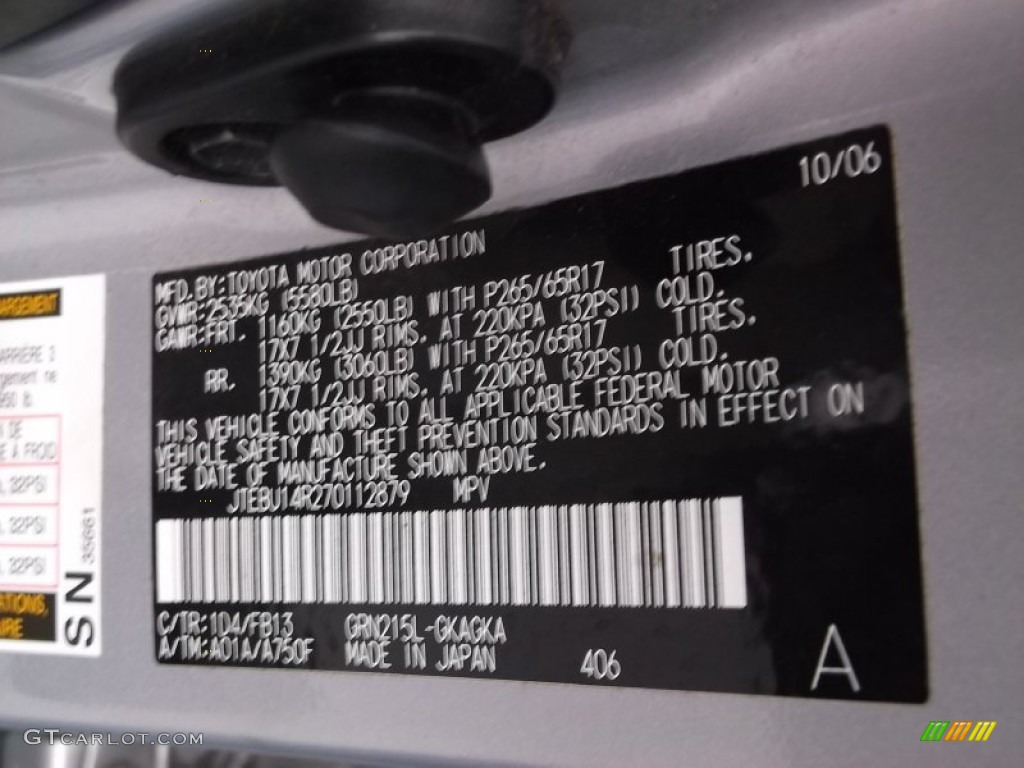 10/06
MFD. BY: TOYOTA MOTOR CORPORATION
GVWR: 2535KG (5580LB)
GAWR: FRT. 1160KG (2550LB) WITH P265/65R17 TIRES.
17X7 1/2JJ RIMS. AT 220KPA (32PSI) COLD.
RR. 1390KG (3060LB) WITH P265/65R17 TIRES.
17X7 1/2JJ RIMS. AT 220KPA (32PSI) COLD.
THIS VEHICLE CONFORMS TO ALL APPLICABLE FEDERAL MOTOR
VEHICLE SAFETY AND THEFT PREVENTION STANDARDS IN EFFECT ON
THE DATE OF MANUFACTURE SHOWN ABOVE.
JTEBU14R270112879 MPV
C/TR: 1D4/FB13 GRN215L-GKAGKA
A/TM: A01A/A750F MADE IN JAPAN 406 A
32PSI
32PSI
32PSI
SN 35661
GTCARLOT.COM